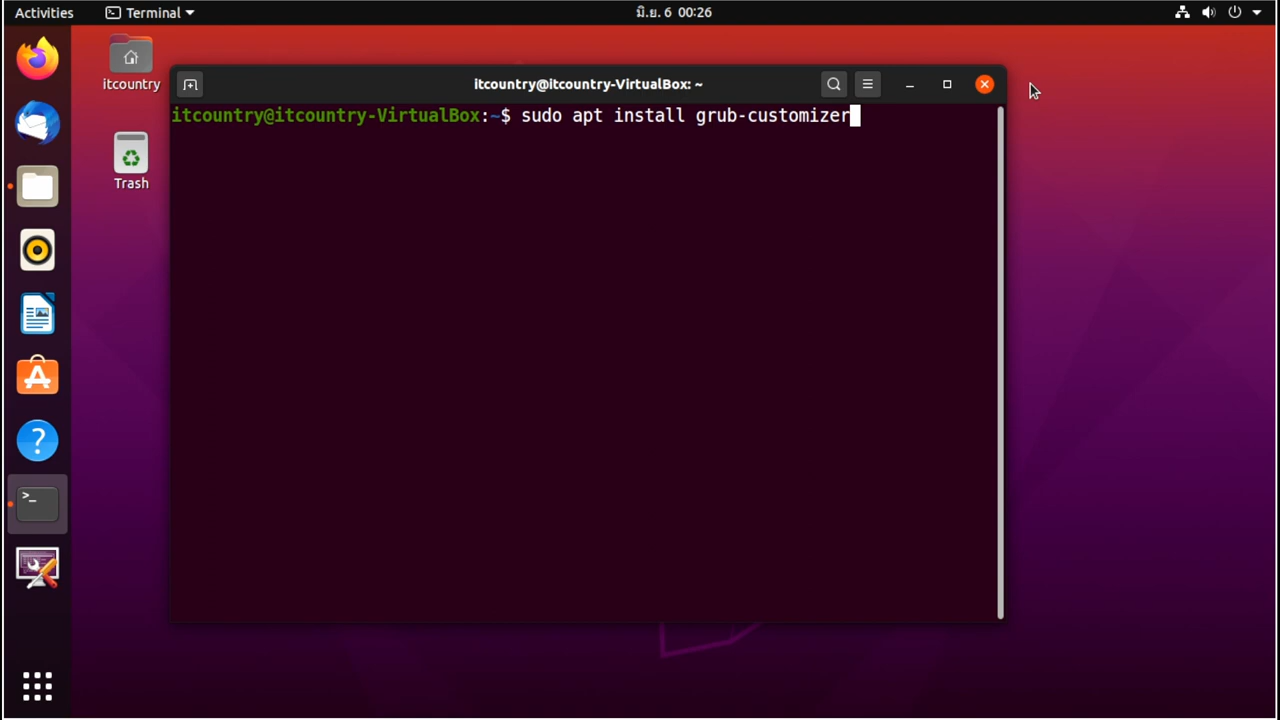 Activities
Terminal
มิ.ย. 6 00:26
itcountry
Trash
itcountry@itcountry-VirtualBox: ~
itcountry@itcountry-VirtualBox:~$ sudo apt install grub-customizer